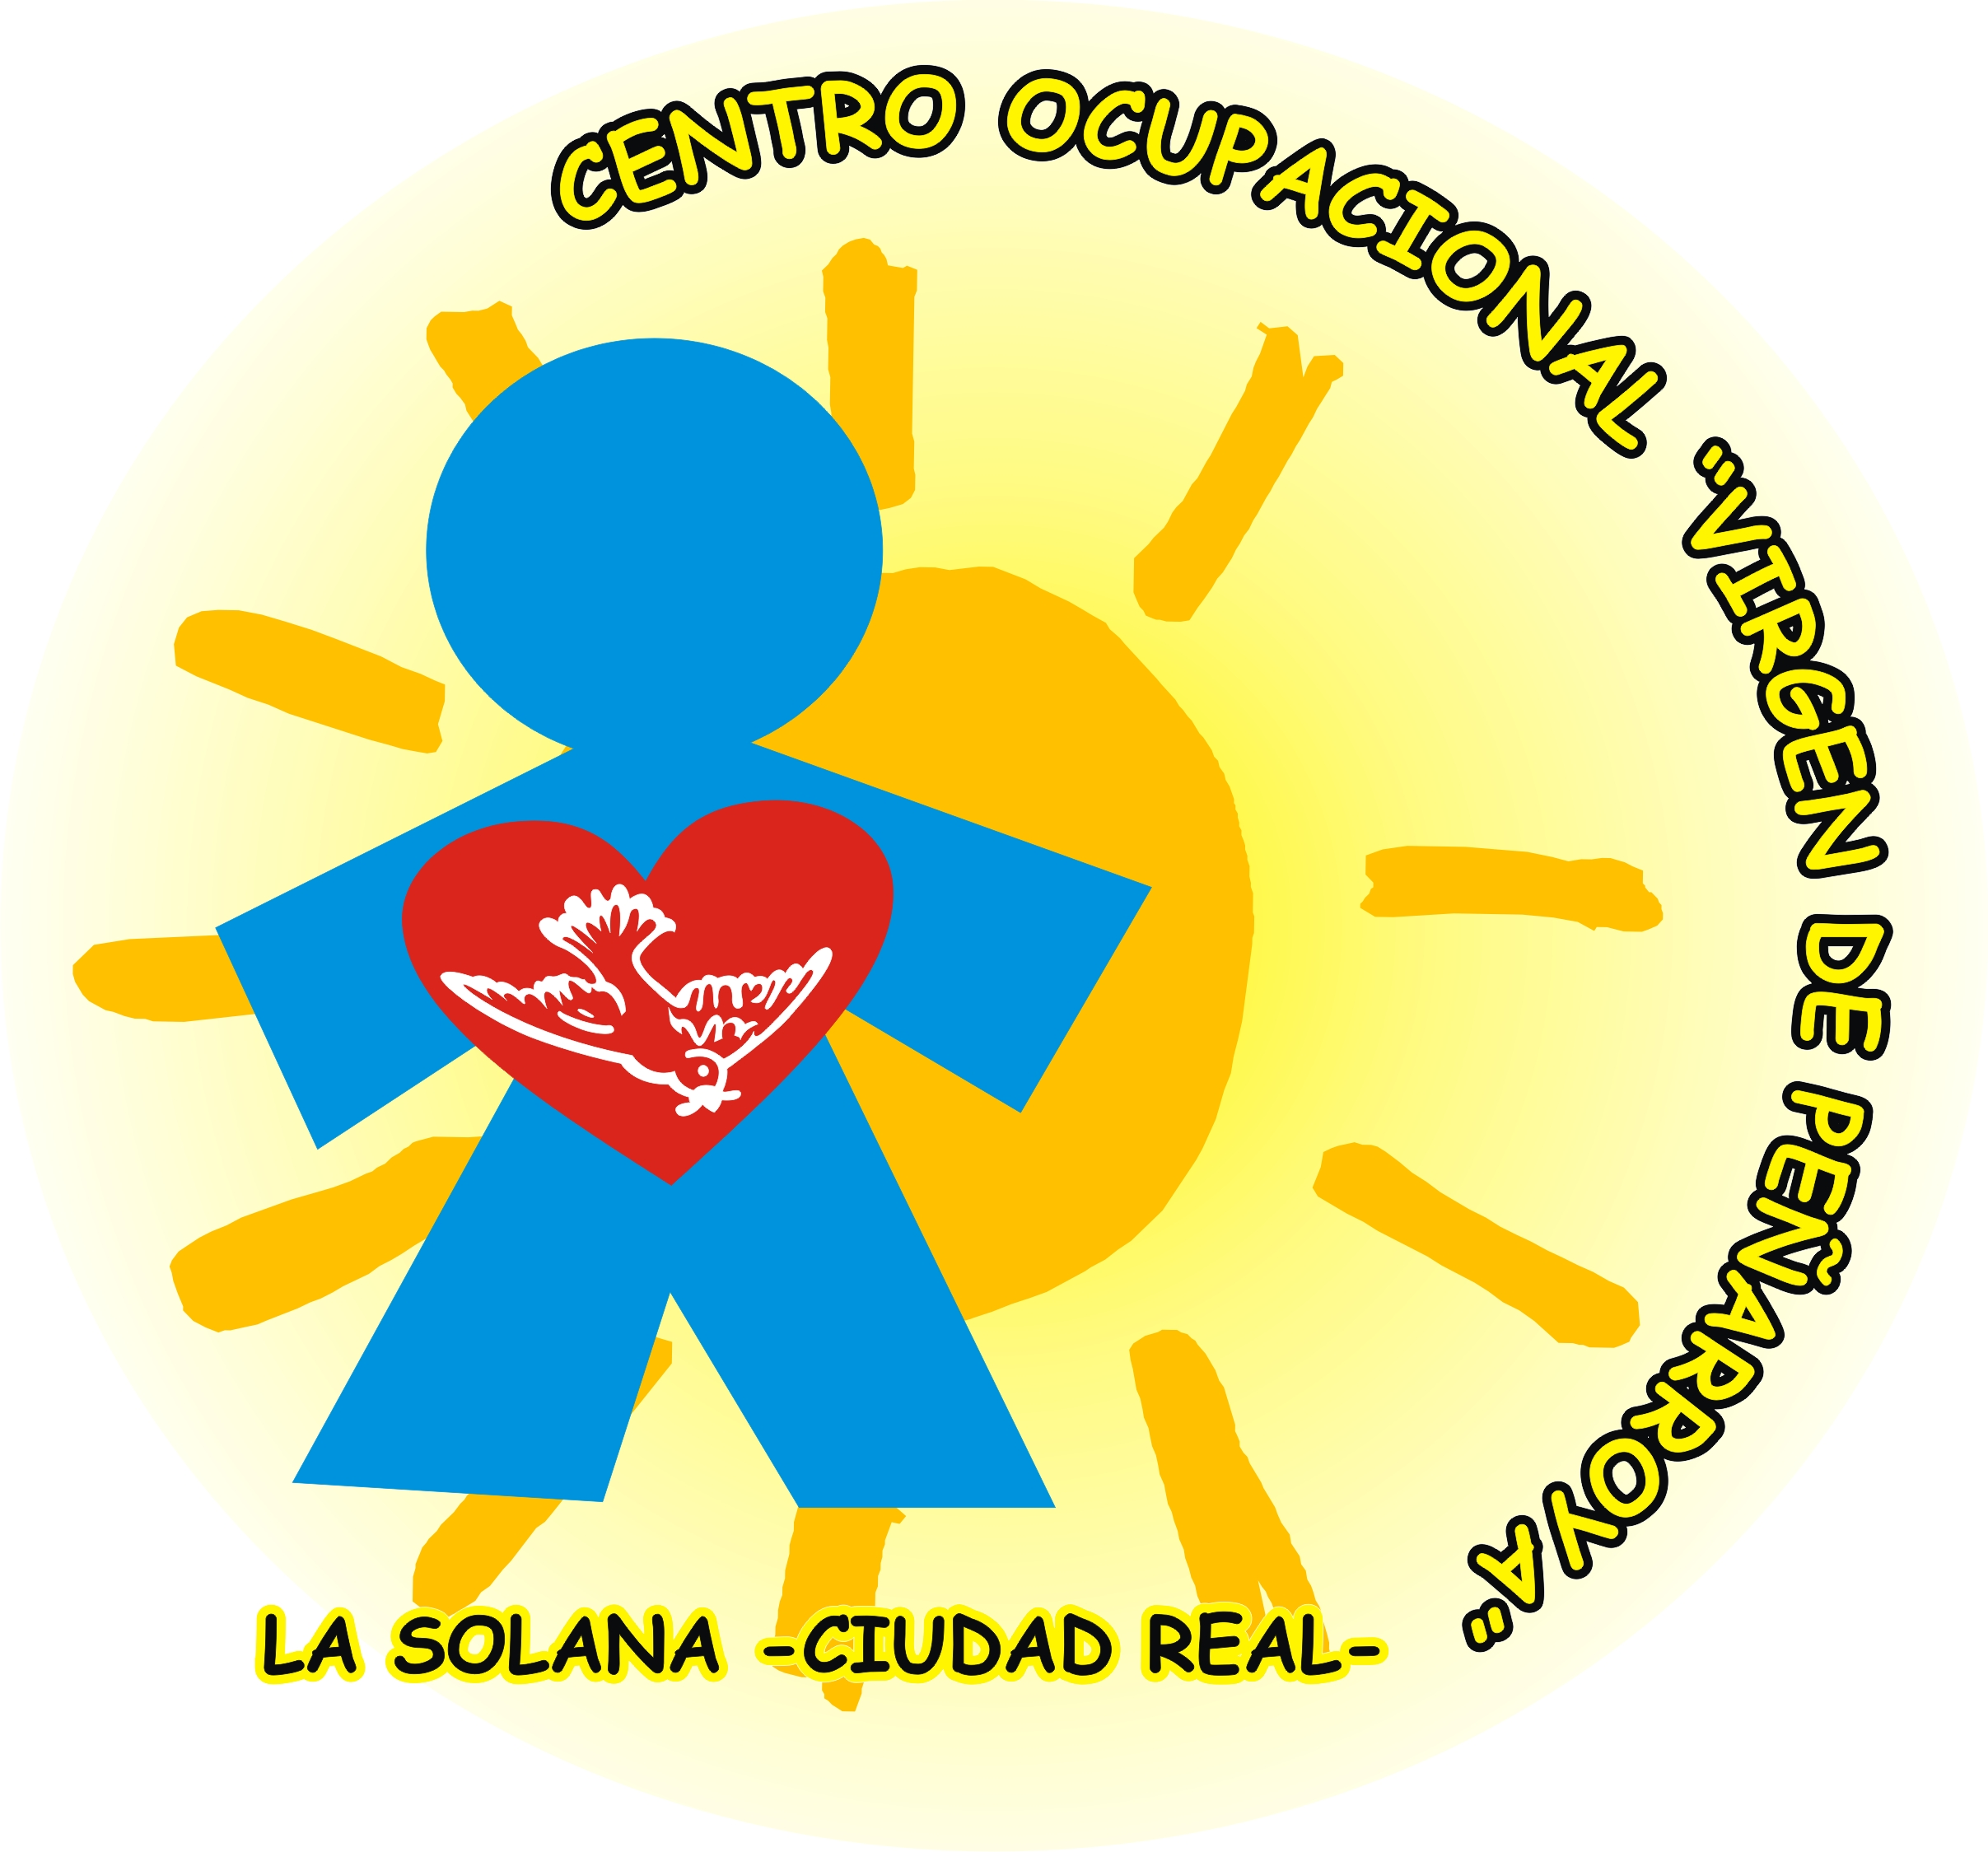 CENTRO OCUPACIONAL "VIRGEN DE PEÑARROYA"
LA SOLANA -CIUDAD REAL-